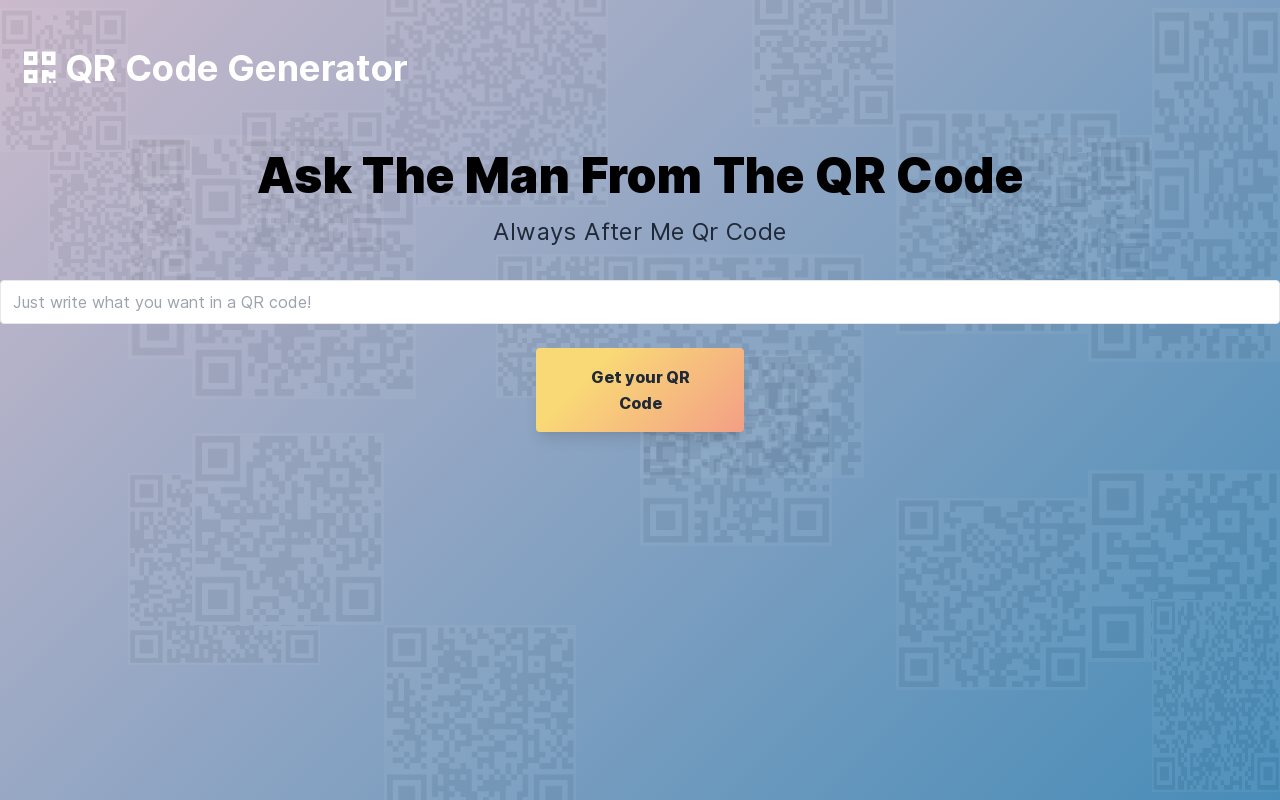 QR Code Generator
Ask The Man From The QR Code
Always After Me Qr Code
Just write what you want in a QR code!
Get your QR
Code